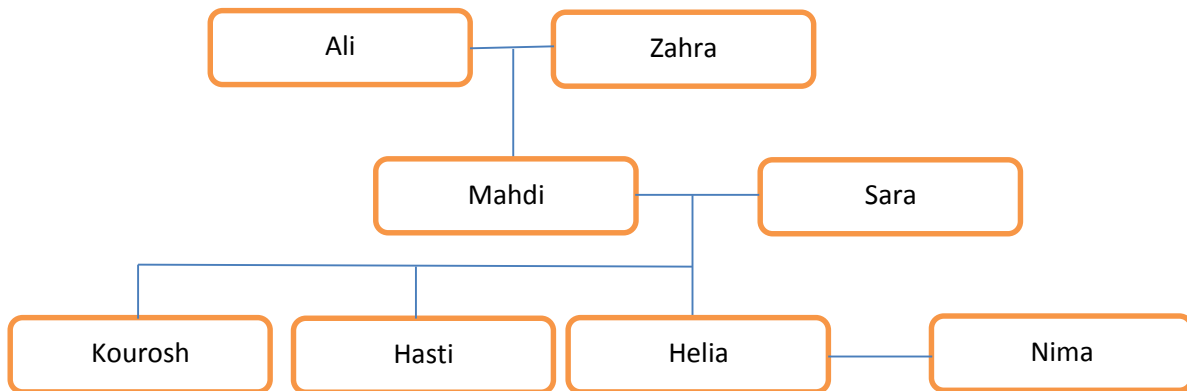 Ali
Zahra
Mahdi
Sara
Kourosh
Hasti
Helia
Nima